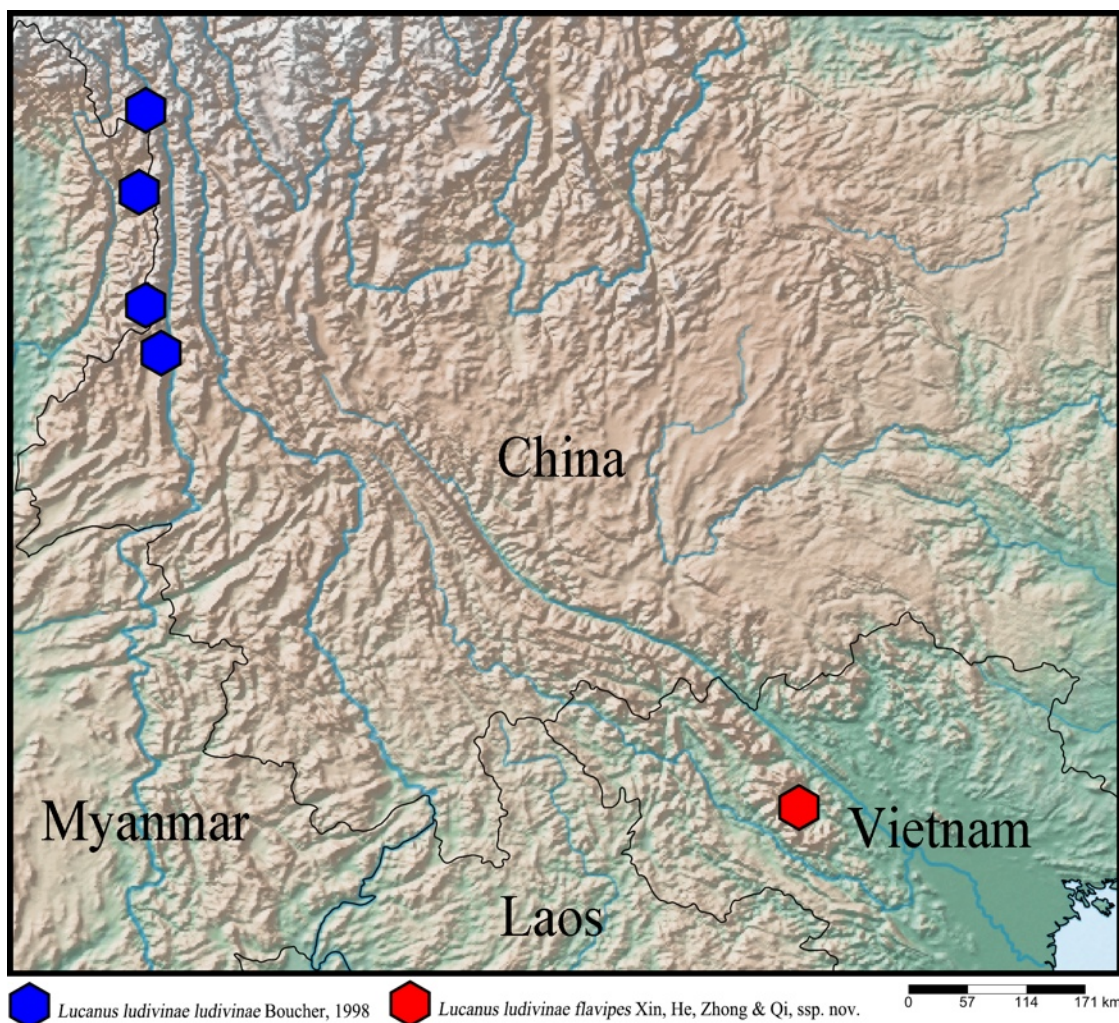 China
Myanmar
Vietnam
Laos
Lucanus ludivinae ludivinae Boucher, 1998 Lucanus ludivinae flavipes Xin, He, Zhong & Qi, ssp. nov.
0 57 114 171 km